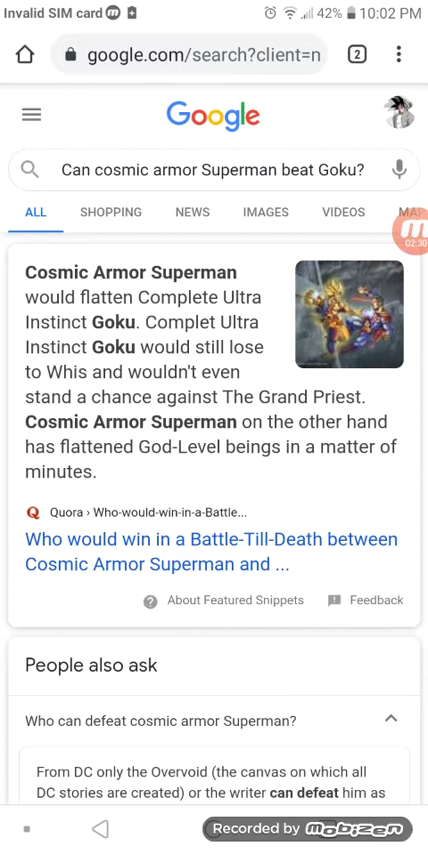 Invalid SIM card 42% 10:02 PM
google.com/search?client=n 2
Google
Can cosmic armor Superman beat Goku?
ALL SHOPPING NEWS IMAGES VIDEOS MA
02:30
Cosmic Armor Superman
would flatten Complete Ultra
Instinct Goku. Complet Ultra
Instinct Goku would still lose
to Whis and wouldn't even
stand a chance against The Grand Priest.
Cosmic Armor Superman on the other hand
has flattened God-Level beings in a matter of
minutes.
Quora › Who-would-win-in-a-Battle...
Who would win in a Battle-Till-Death between
Cosmic Armor Superman and ...
About Featured Snippets Feedback
People also ask
Who can defeat cosmic armor Superman?
From DC only the Overvoid (the canvas on which all
DC stories are created) or the writer can defeat him as
Recorded by mobizen